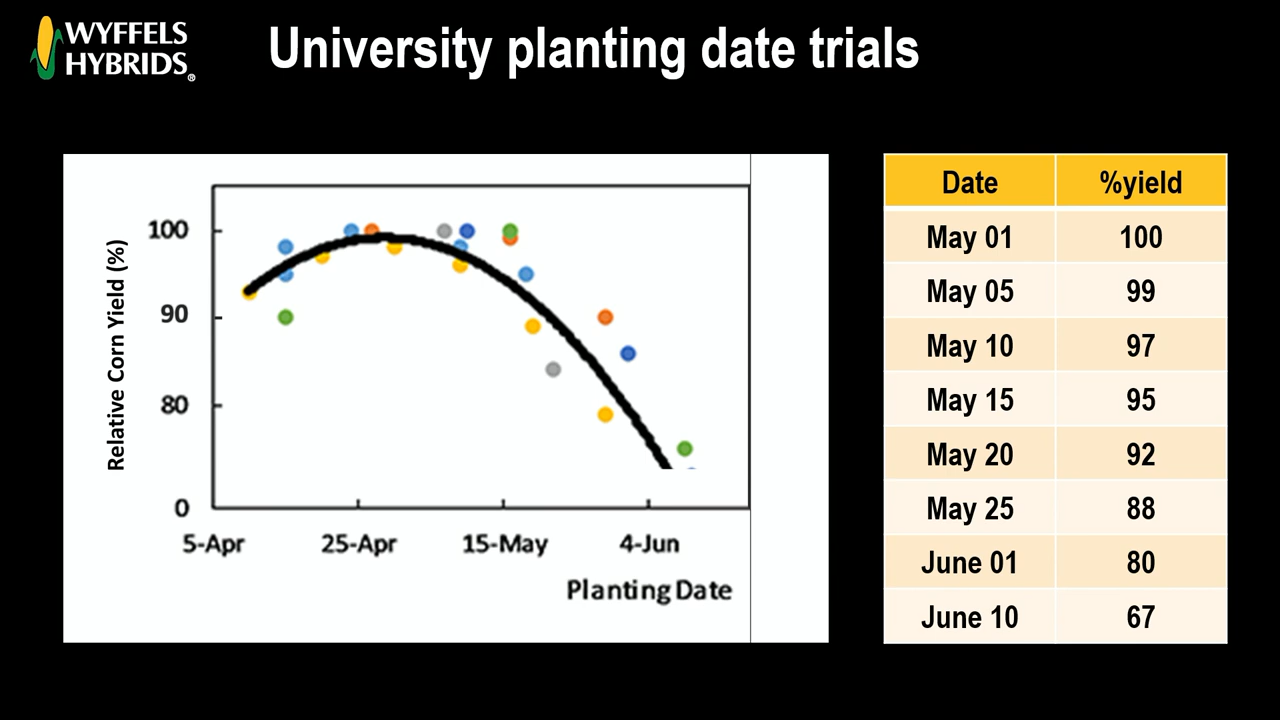 WYFFELS
HYBRIDS®
University planting date trials
Relative Corn Yield (%)
100
90
80
0
5-Apr 25-Apr 15-May 4-Jun
Planting Date
Date %yield
May 01 100
May 05 99
May 10 97
May 15 95
May 20 92
May 25 88
June 01 80
June 10 67